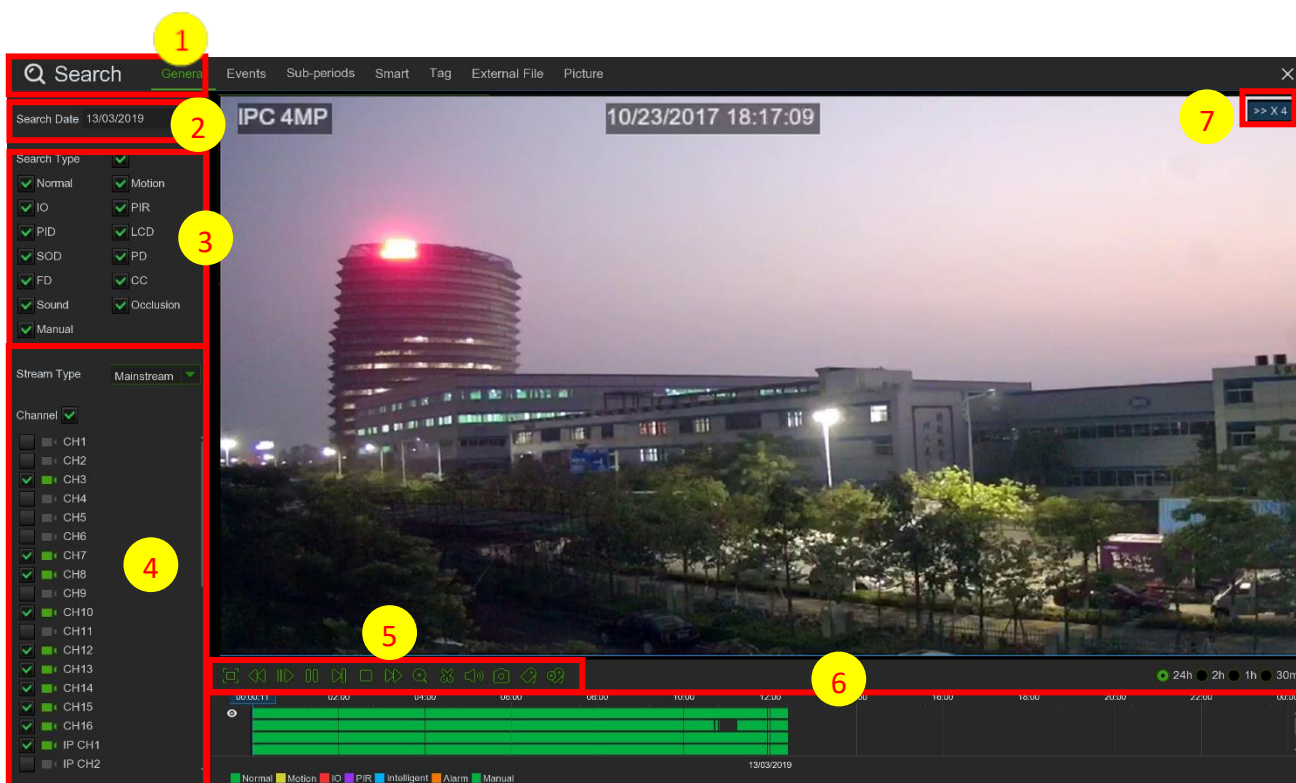 1
Search General Events Sub-periods Smart Tag External File Picture
Search Date 13/03/2019
2
IPC 4MP
10/23/2017 18:17:09
7
>> X 4
Search Type
Normal Motion
IO PIR
PID LCD
3
SOD PD
FD CC
Sound Occlusion
Manual
Stream Type Mainstream
Channel
CH1
CH2
CH3
CH4
CH5
CH6
CH7
CH8
4
CH9
CH10
CH11
CH12
CH13
CH14
CH15
CH16
IP CH1
IP CH2
5
6
24h 2h 1h 30m
00:00:11 02:00 04:00 06:00 08:00 10:00 12:00 16:00 18:00 20:00 22:00 00:00
13/03/2019
Normal Motion IO PIR Intelligent Alarm Manual